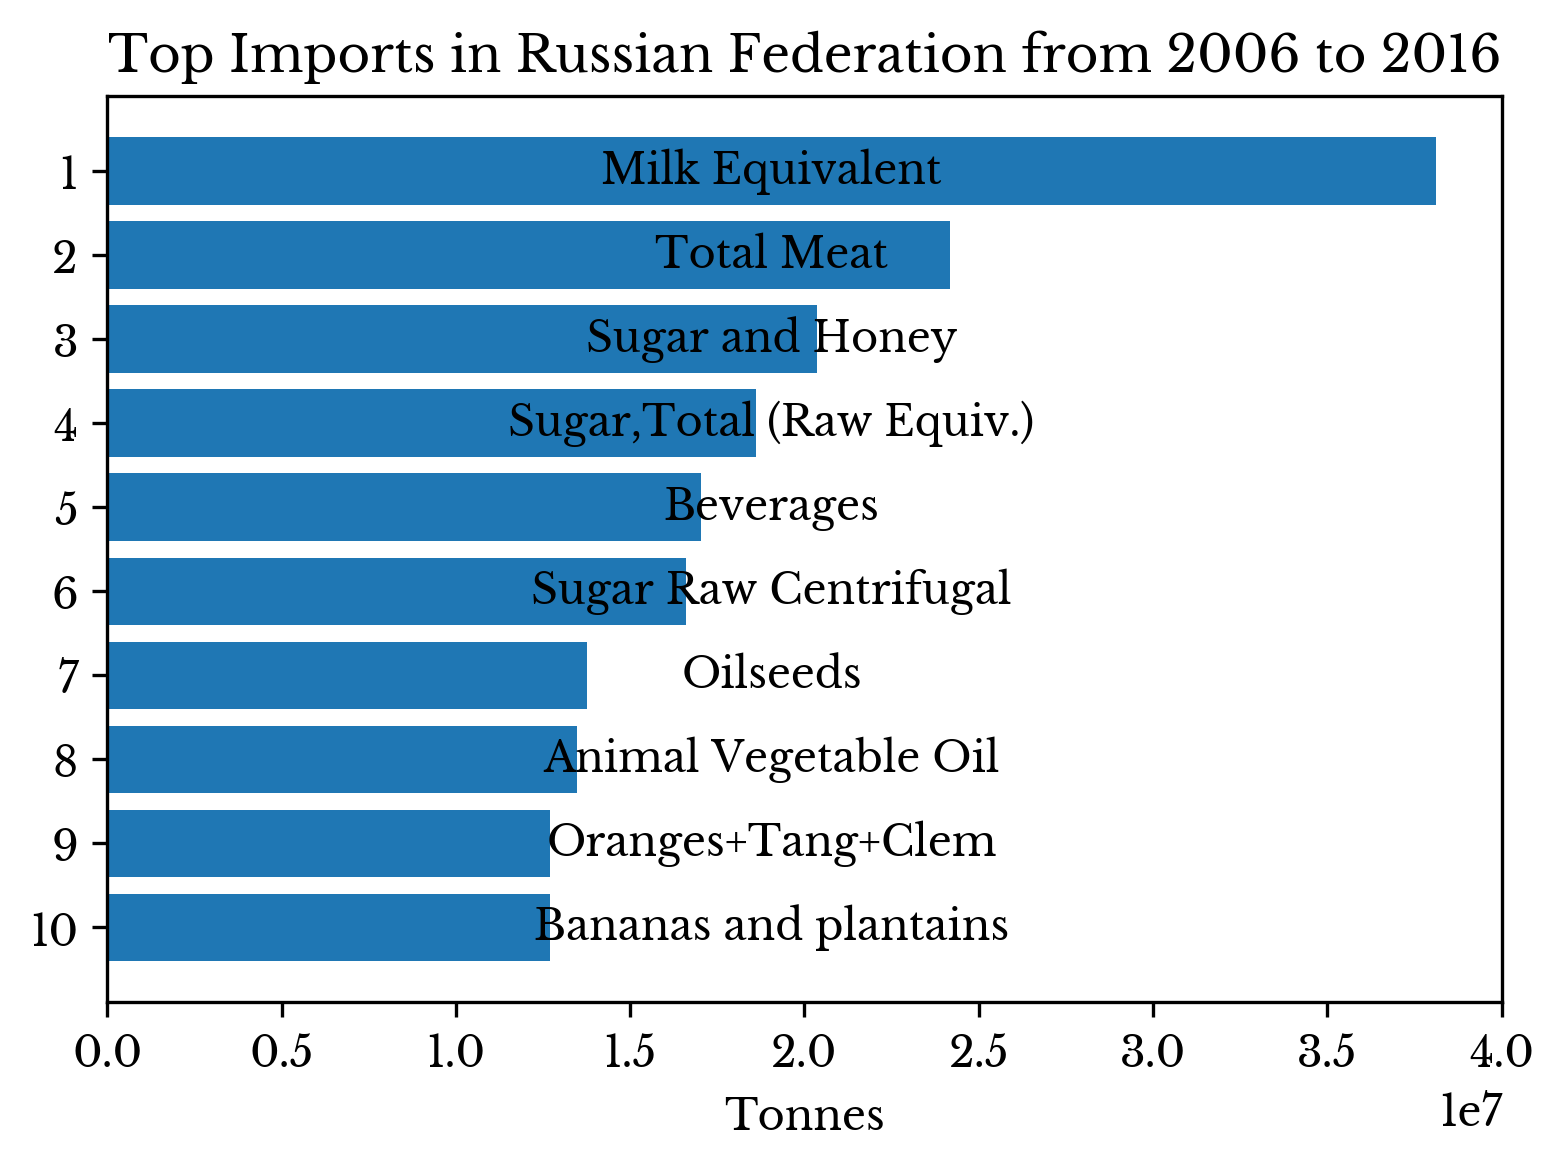 Top Imports in Russian Federation from 2006 to 2016
1 Milk Equivalent
2 Total Meat
3 Sugar and Honey
4 Sugar,Total (Raw Equiv.)
5 Beverages
6 Sugar Raw Centrifugal
7 Oilseeds
8 Animal Vegetable Oil
9 Oranges+Tang+Clem
10 Bananas and plantains
0.0 0.5 1.0 1.5 2.0 2.5 3.0 3.5 4.0
Tonnes 1e7